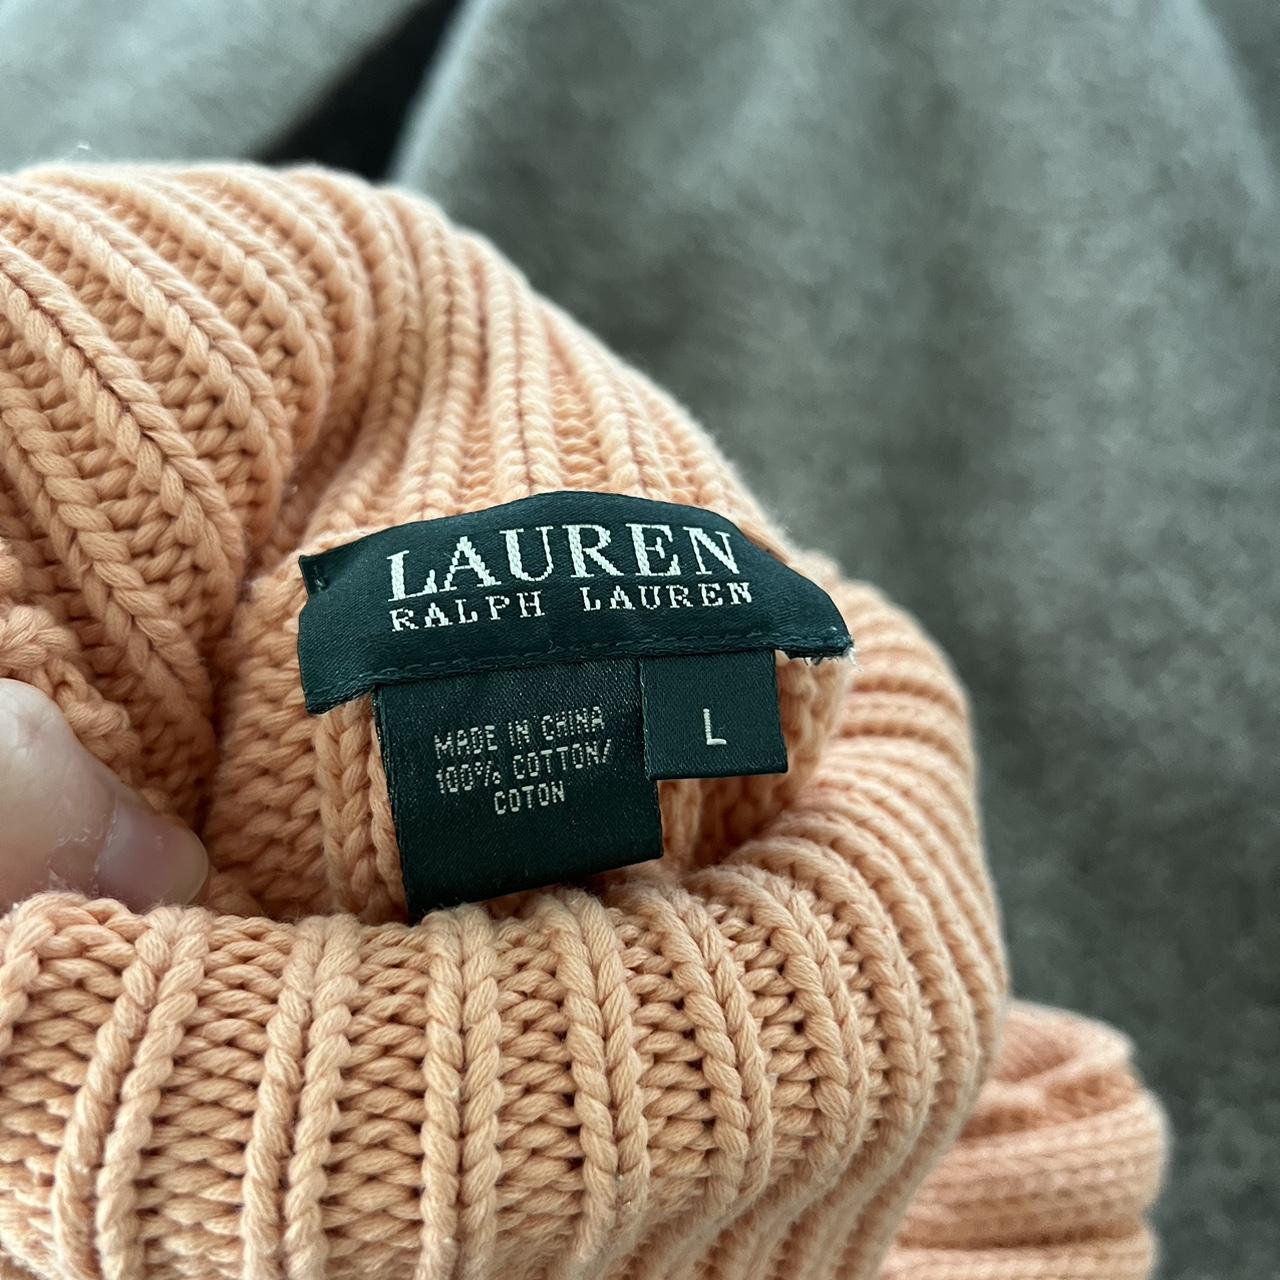 LAUREN
RALPH LAUREN
MADE IN CHINA
100% COTTON/
COTON
L